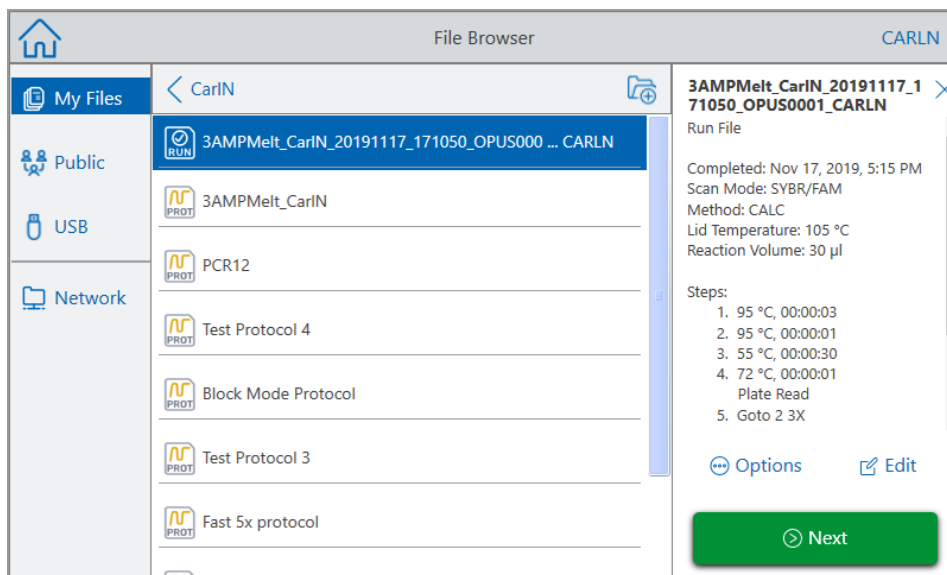 File Browser
CARLN
My Files
Public
USB
Network
CarIN
RUN
3AMPMelt_CarIN_20191117_171050_OPUS000 ... CARLN
PROT
3AMPMelt_CarIN
PROT
PCR12
PROT
Test Protocol 4
PROT
Block Mode Protocol
PROT
Test Protocol 3
PROT
Fast 5x protocol
3AMPMelt_CarIN_20191117_1
71050_OPUS0001_CARLN
Run File
Completed: Nov 17, 2019, 5:15 PM
Scan Mode: SYBR/FAM
Method: CALC
Lid Temperature: 105 °C
Reaction Volume: 30 µl
Steps:
1. 95 °C, 00:00:03
2. 95 °C, 00:00:01
3. 55 °C, 00:00:30
4. 72 °C, 00:00:01
Plate Read
5. Goto 2 3X
Options
Edit
Next